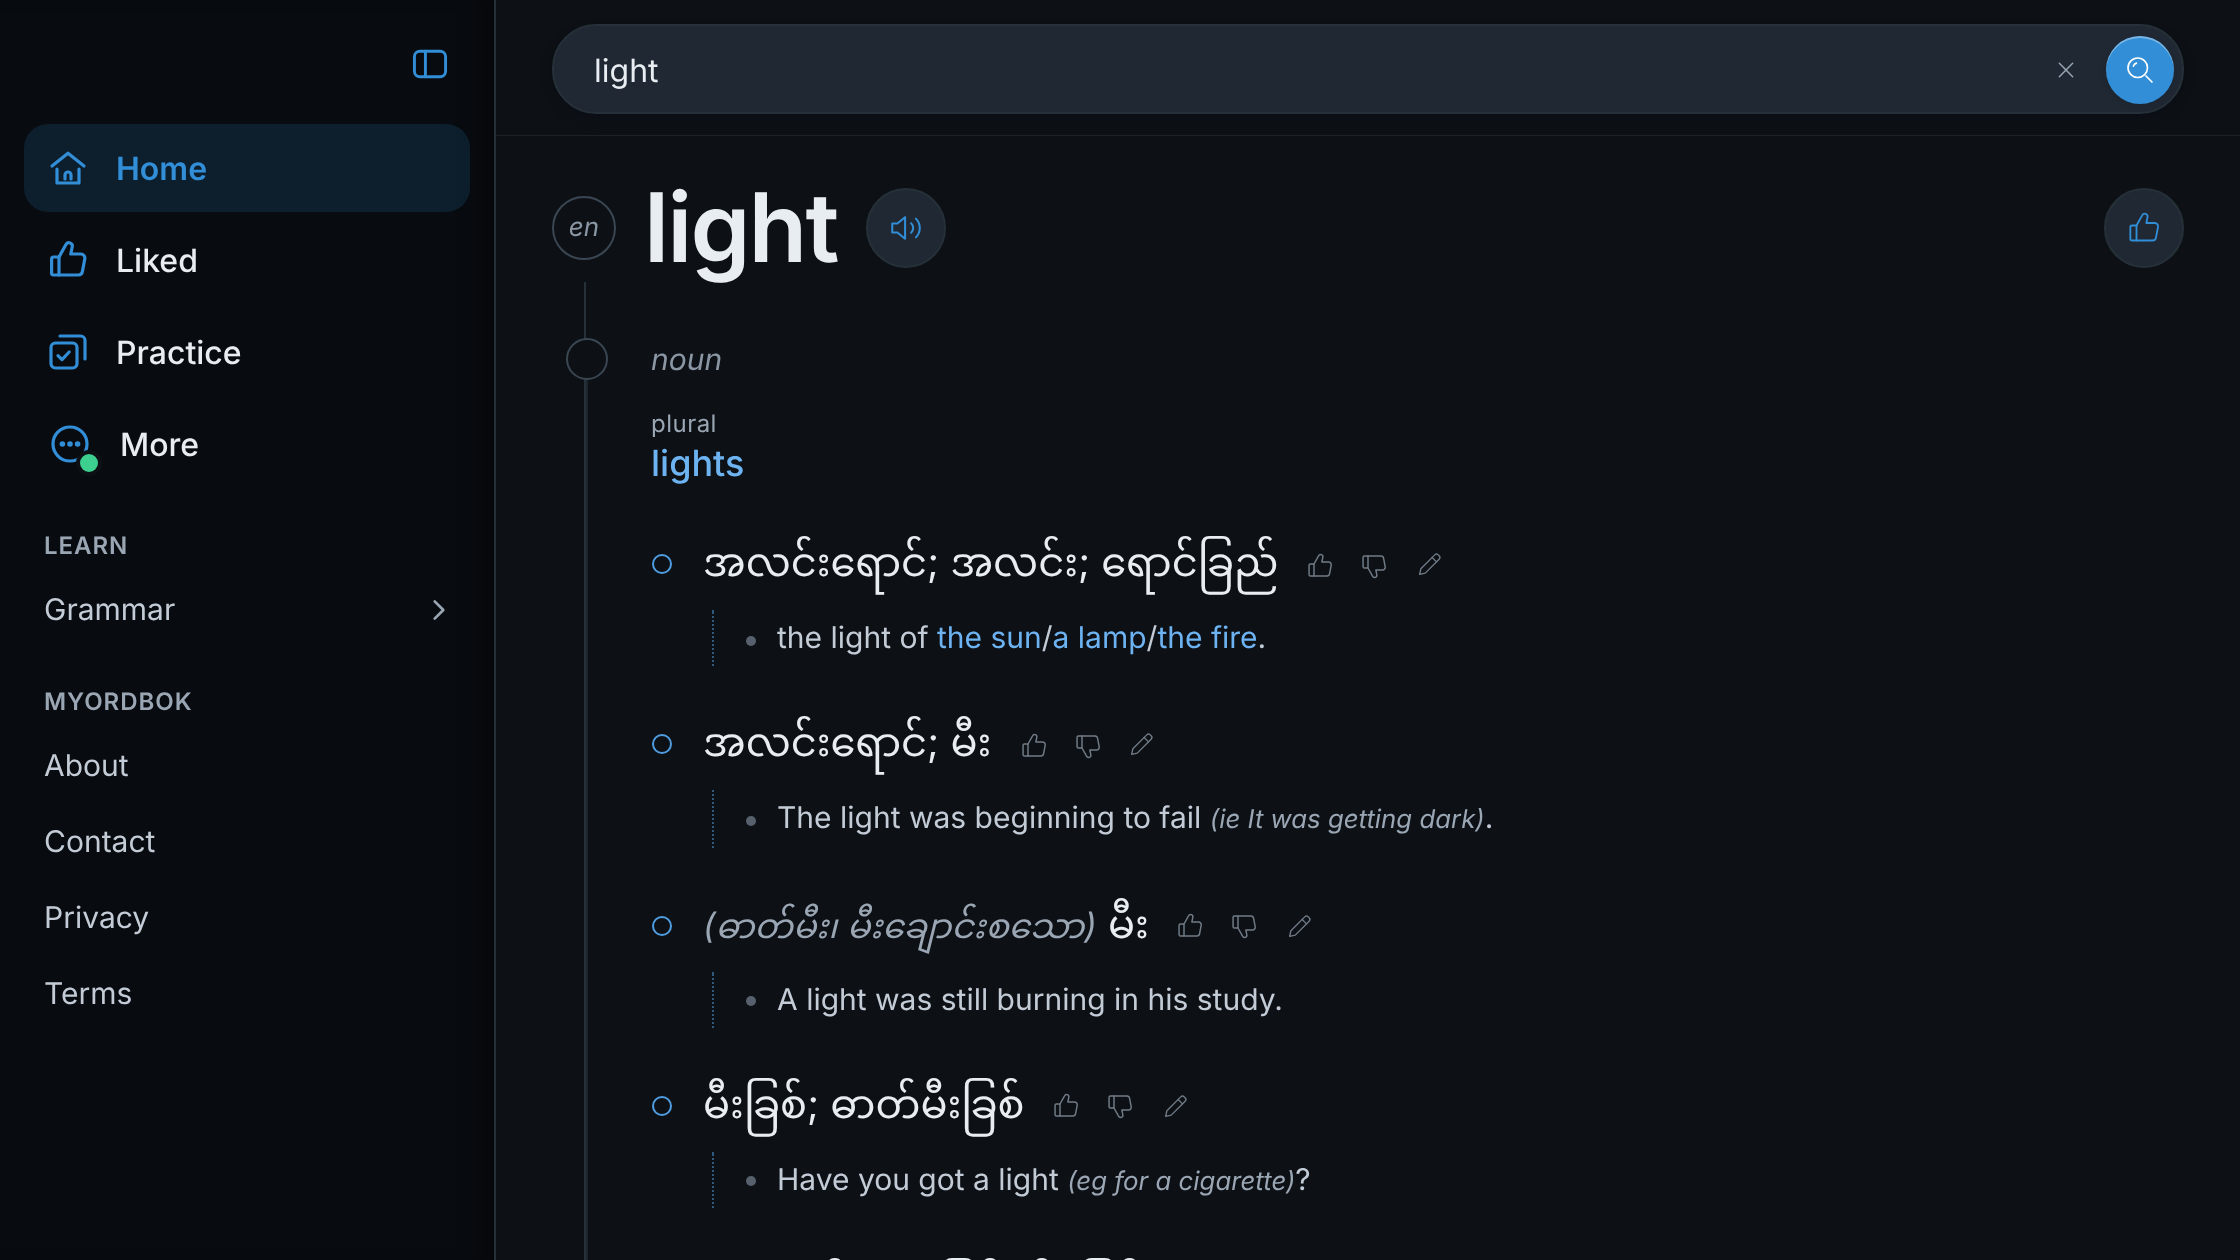 light
Home
Liked
Practice
More
LEARN
Grammar
MYORDBOK
About
Contact
Privacy
Terms
en
light
noun
plural
lights
အလင်းရောင်; အလင်း; ရောင်ခြည်
the light of the sun/a lamp/the fire.
အလင်းရောင်; မီး
The light was beginning to fail (ie It was getting dark).
(ဓာတ်မီး၊ မီးချောင်းစသော) မီး
A light was still burning in his study.
မီးခြစ်; ဓာတ်မီးခြစ်
Have you got a light (eg for a cigarette)?